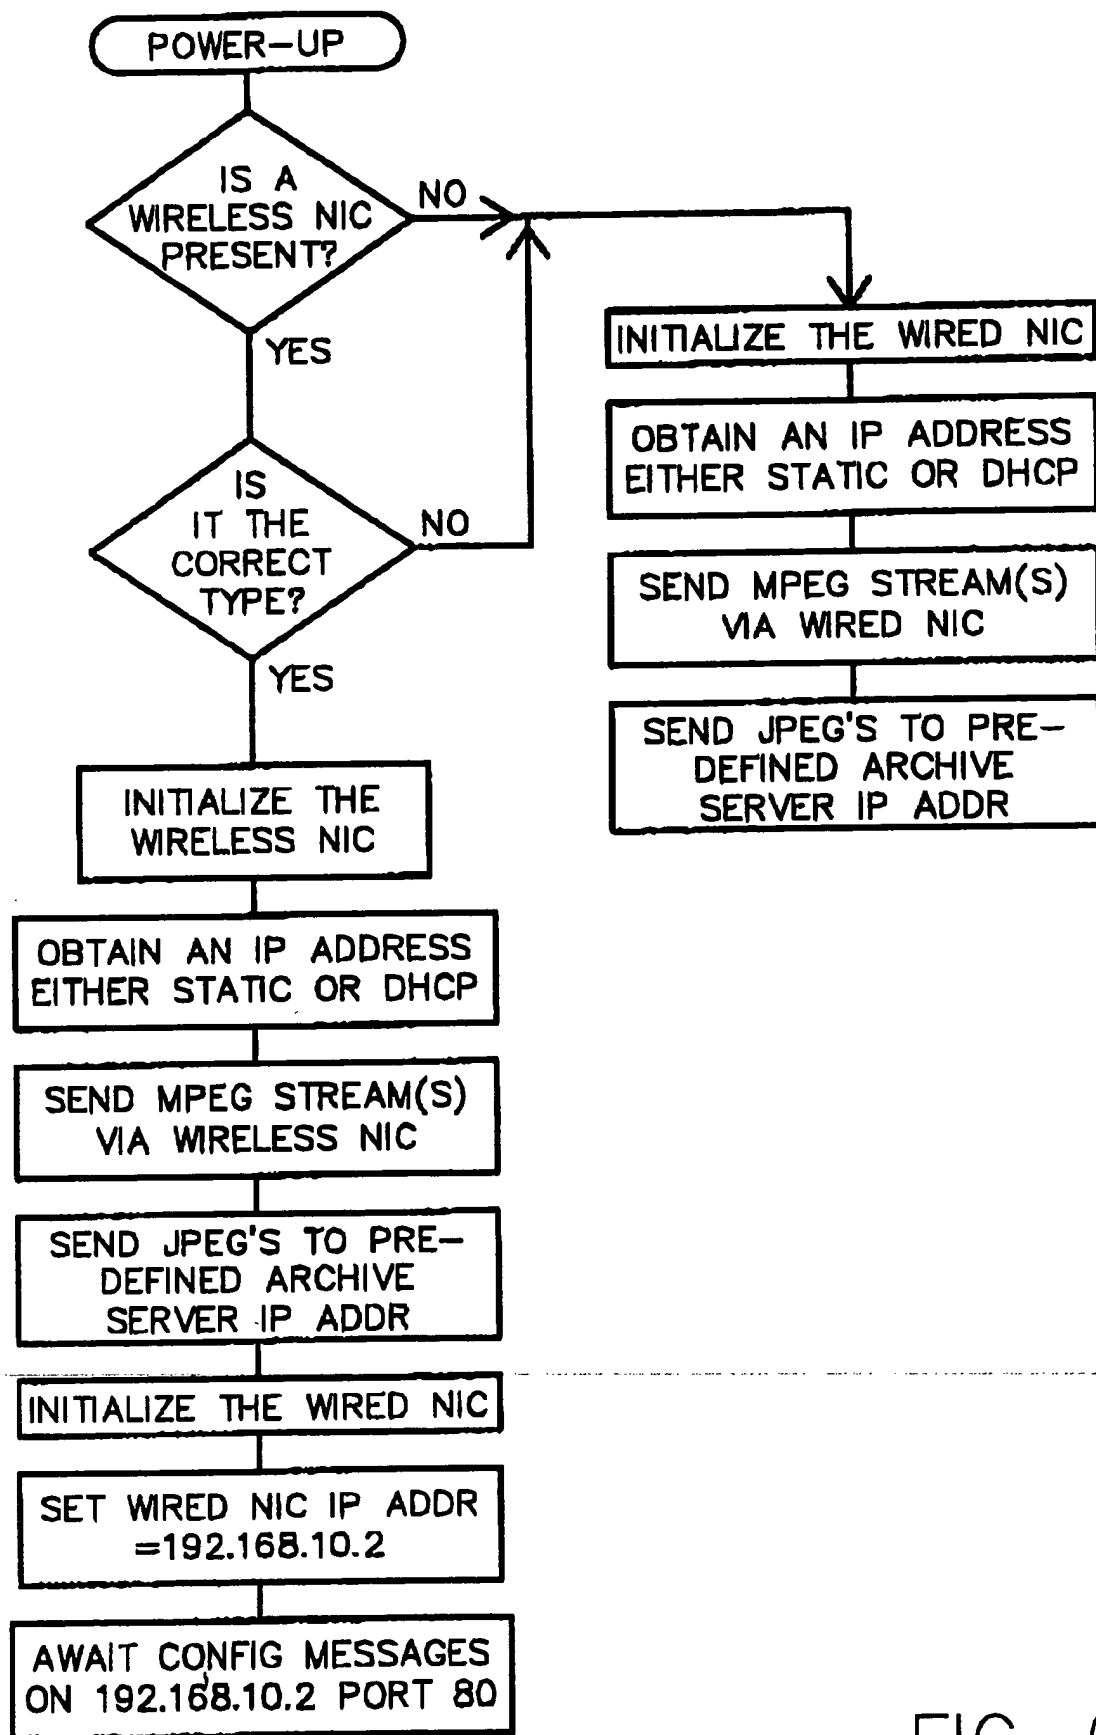 POWER-UP
IS A
WIRELESS NIC
PRESENT?
NO
YES
IS
IT THE
CORRECT
TYPE?
NO
YES
INITIALIZE THE
WIRELESS NIC
OBTAIN AN IP ADDRESS
EITHER STATIC OR DHCP
SEND MPEG STREAM(S)
VIA WIRELESS NIC
SEND JPEG'S TO PRE-
DEFINED ARCHIVE
SERVER IP ADDR
INITIALIZE THE WIRED NIC
SET WIRED NIC IP ADDR
=192.168.10.2
AWAIT CONFIG MESSAGES
ON 192.168.10.2 PORT 80
INITIALIZE THE WIRED NIC
OBTAIN AN IP ADDRESS
EITHER STATIC OR DHCP
SEND MPEG STREAM(S)
VIA WIRED NIC
SEND JPEG'S TO PRE-
DEFINED ARCHIVE
SERVER IP ADDR
FIG.